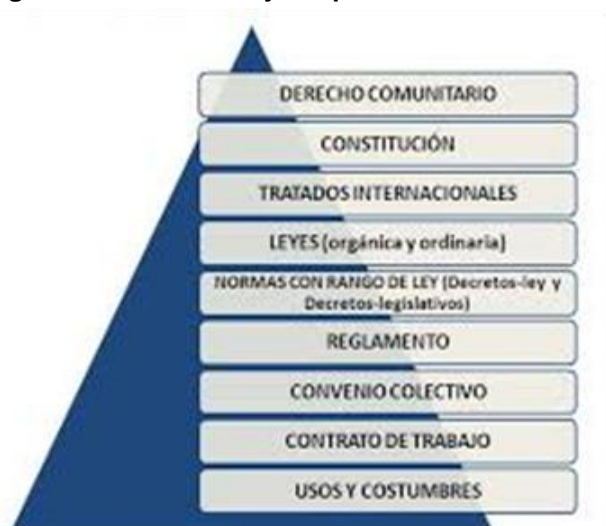 DERECHO COMUNITARIO
CONSTITUCIÓN
TRATADOS INTERNACIONALES
LEYES (orgánica y ordinaria)
NORMAS CON RANGO DE LEY (Decretos-ley y
Decretos-legislativos)
REGLAMENTO
CONVENIO COLECTIVO
CONTRATO DE TRABAJO
USOS Y COSTUMBRES